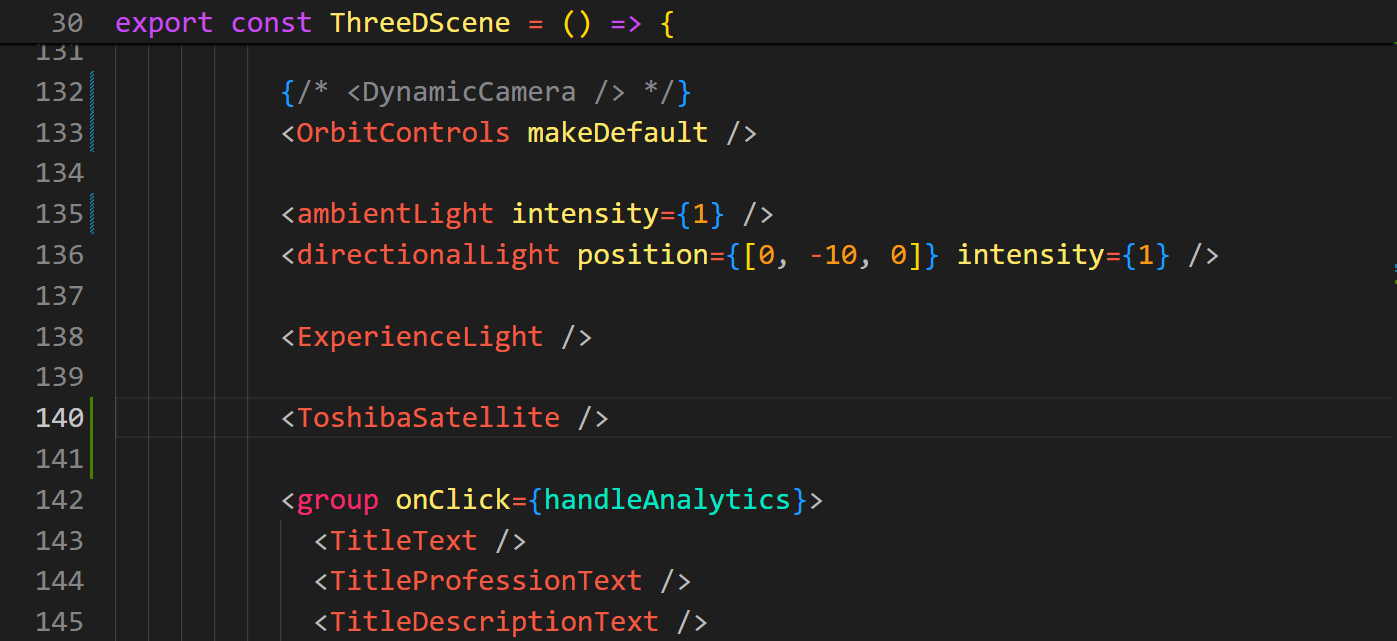 30 export const ThreeDScene = () => {
131
132 {/* <DynamicCamera /> */}
133 <OrbitControls makeDefault />
134
135 <ambientLight intensity={1} />
136 <directionalLight position={[0, -10, 0]} intensity={1} />
137
138 <ExperienceLight />
139
140 <ToshibaSatellite />
141
142 <group onClick={handleAnalytics}>
143 <TitleText />
144 <TitleProfessionText />
145 <TitleDescriptionText />